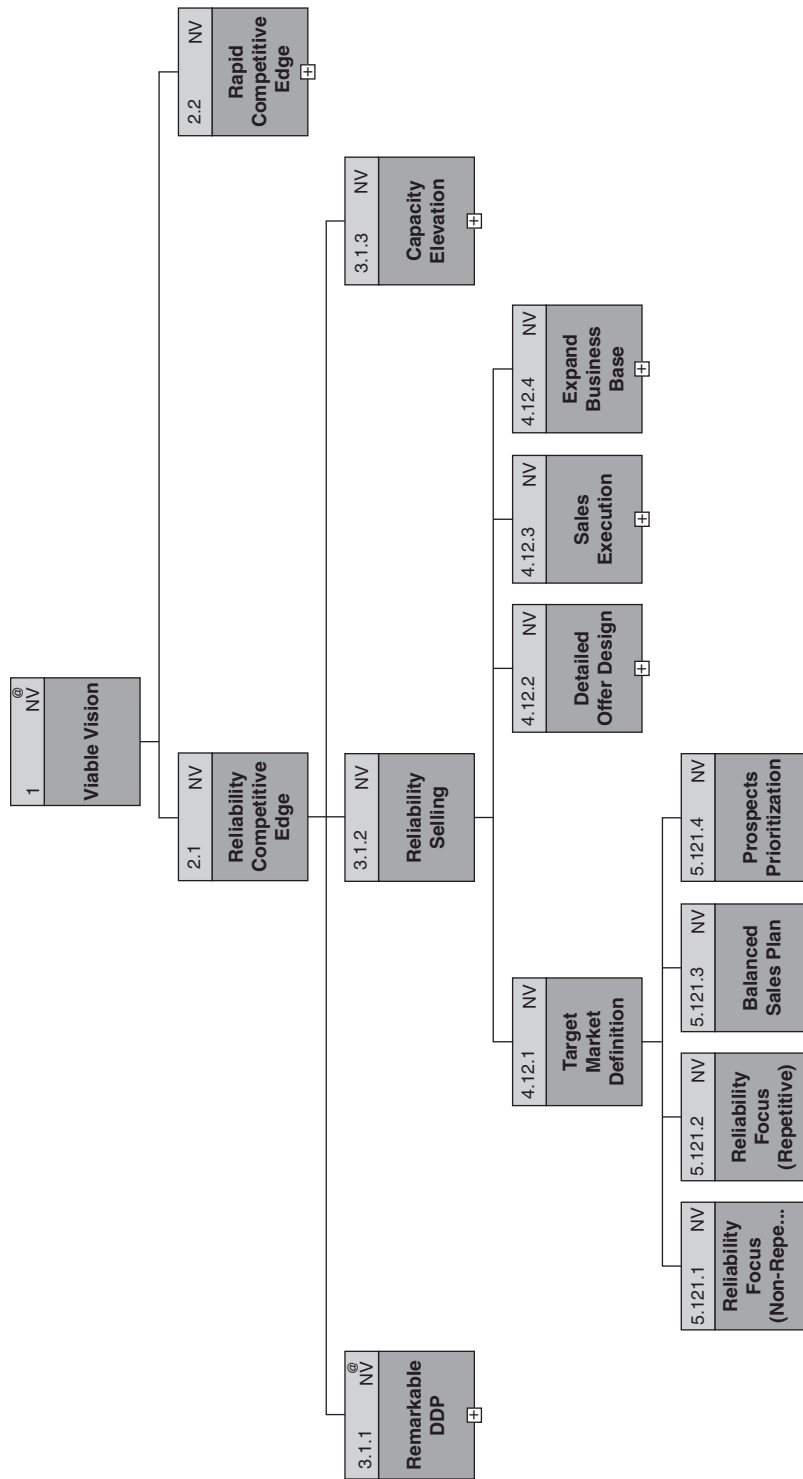 1 NV @
Viable Vision
2.1 NV
Reliability
Competitive
Edge
2.2 NV
Rapid
Competitive
Edge
3.1.1 NV @
Remarkable
DDP
3.1.2 NV
Reliability
Selling
3.1.3 NV
Capacity
Elevation
4.12.1 NV
Target
Market
Definition
4.12.2 NV
Detailed
Offer Design
4.12.3 NV
Sales
Execution
4.12.4 NV
Expand
Business
Base
5.121.1 NV
Reliability
Focus
(Non-Repe...
5.121.2 NV
Reliability
Focus
(Repetitive)
5.121.3 NV
Balanced
Sales Plan
5.121.4 NV
Prospects
Prioritization